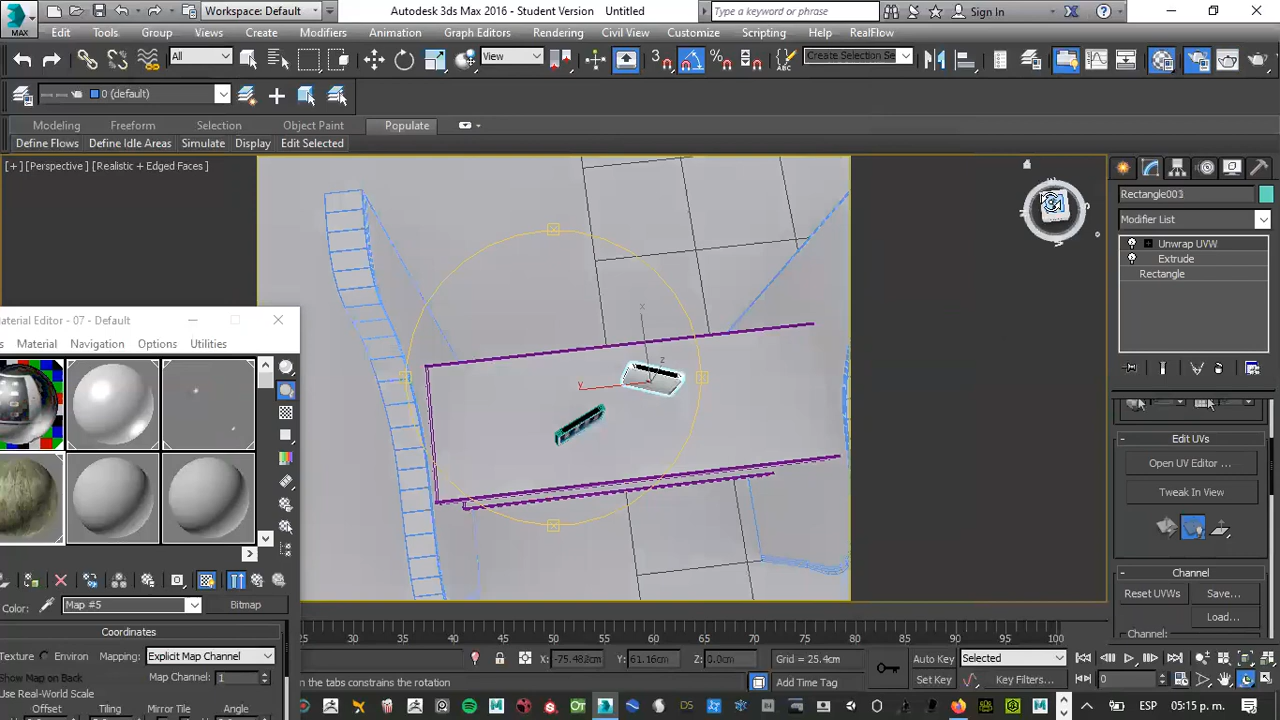 MAX
Workspace: Default
Autodesk 3ds Max 2016 - Student Version    Untitled
Type a keyword or phrase
Sign In
Edit Tools Group Views Create Modifiers Animation Graph Editors Rendering Civil View Customize Scripting Help RealFlow
All
View
Create Selection Se
0 (default)
Modeling Freeform Selection Object Paint Populate
Define Flows Define Idle Areas Simulate Display Edit Selected
[+] [Perspective] [Realistic + Edged Faces]
Rectangle003
Modifier List
Unwrap UVW
Extrude
Rectangle
x
z
y
aterial Editor - 07 - Default
Material Navigation Options Utilities
Edit UVs
Open UV Editor ...
Tweak In View
Channel
Reset UVWs Save...
Load...
Channel:
Color: Map #5 Bitmap
Coordinates
Texture Environ Mapping: Explicit Map Channel
Show Map on Back Map Channel: 1
Use Real-World Scale
Offset Tiling Mirror Tile Angle
25 30 35 40 45 50 55 60 65 70 75 80 85 90 95 100
X: -75.483cm Y: 61.16cm Z: 0.0cm Grid = 25.4cm
n the tabs constrains the rotation
Add Time Tag
Auto Key Selected
Set Key Key Filters...
0
ESP 05:15 p.m.